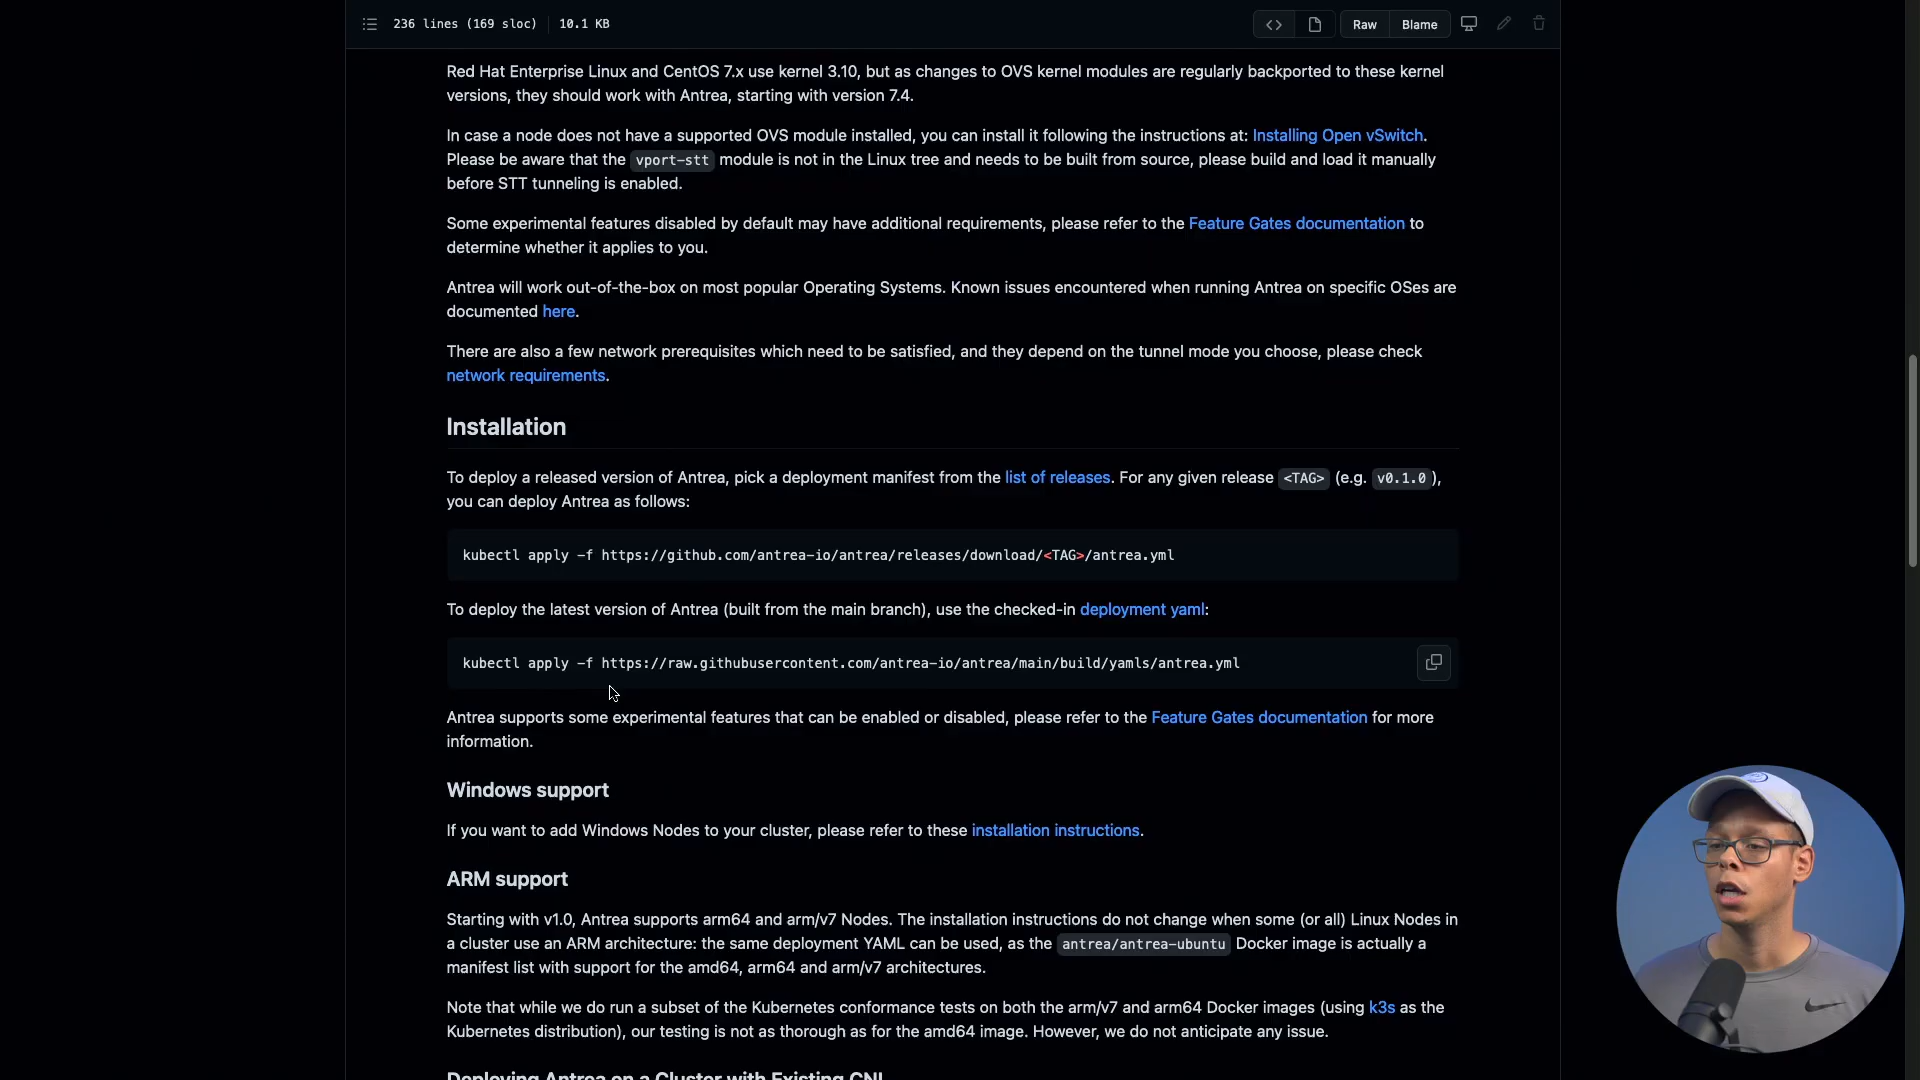 236 lines (169 sloc) 10.1 KB Raw Blame
Red Hat Enterprise Linux and CentOS 7.x use kernel 3.10, but as changes to OVS kernel modules are regularly backported to these kernel
versions, they should work with Antrea, starting with version 7.4.
In case a node does not have a supported OVS module installed, you can install it following the instructions at: Installing Open vSwitch.
Please be aware that the vport-stt module is not in the Linux tree and needs to be built from source, please build and load it manually
before STT tunneling is enabled.
Some experimental features disabled by default may have additional requirements, please refer to the Feature Gates documentation to
determine whether it applies to you.
Antrea will work out-of-the-box on most popular Operating Systems. Known issues encountered when running Antrea on specific OSes are
documented here.
There are also a few network prerequisites which need to be satisfied, and they depend on the tunnel mode you choose, please check
network requirements.
Installation
To deploy a released version of Antrea, pick a deployment manifest from the list of releases. For any given release <TAG> (e.g. v0.1.0),
you can deploy Antrea as follows:
kubectl apply -f https://github.com/antrea-io/antrea/releases/download/<TAG>/antrea.yml
To deploy the latest version of Antrea (built from the main branch), use the checked-in deployment yaml:
kubectl apply -f https://raw.githubusercontent.com/antrea-io/antrea/main/build/yamls/antrea.yml
Antrea supports some experimental features that can be enabled or disabled, please refer to the Feature Gates documentation for more
information.
Windows support
If you want to add Windows Nodes to your cluster, please refer to these installation instructions.
ARM support
Starting with v1.0, Antrea supports arm64 and arm/v7 Nodes. The installation instructions do not change when some (or all) Linux Nodes in
a cluster use an ARM architecture: the same deployment YAML can be used, as the antrea/antrea-ubuntu Docker image is actually a
manifest list with support for the amd64, arm64 and arm/v7 architectures.
Note that while we do run a subset of the Kubernetes conformance tests on both the arm/v7 and arm64 Docker images (using k3s as the
Kubernetes distribution), our testing is not as thorough as for the amd64 image. However, we do not anticipate any issue.
Deploying Antrea on a Cluster with Existing CNI